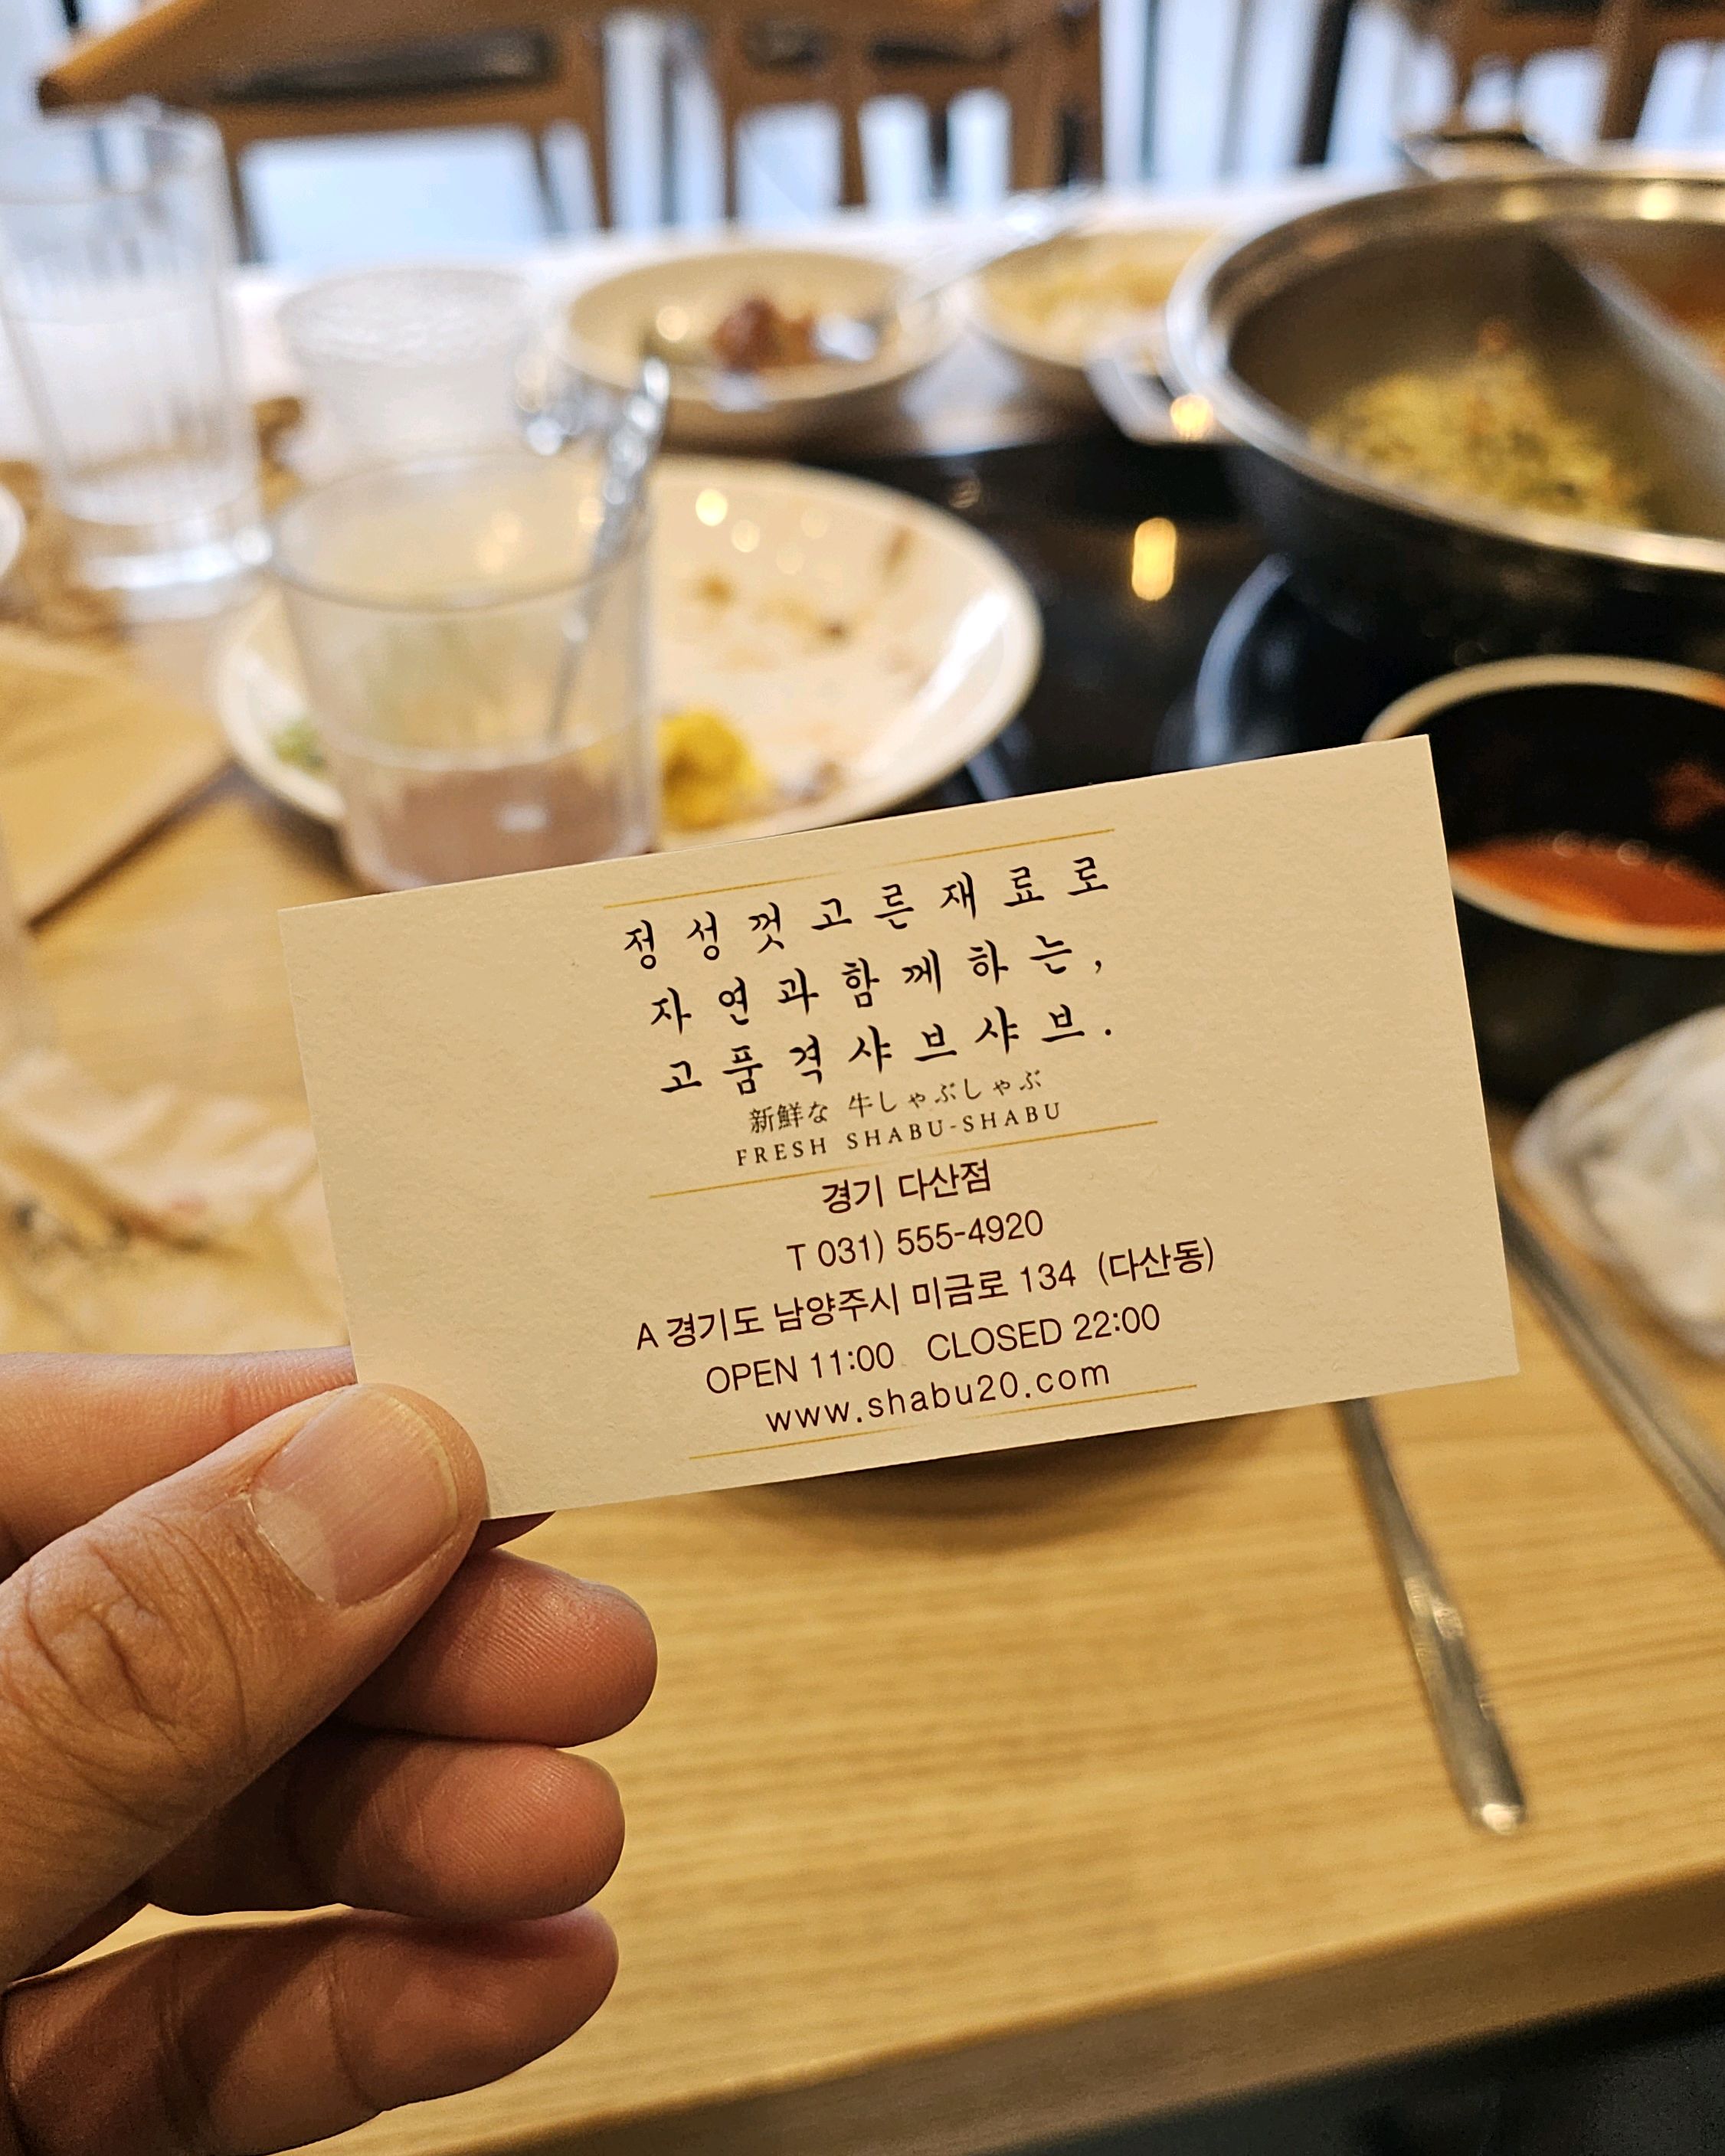 정성껏고른재료로
자연과함께하는,
고품격샤브샤브.
新鮮な 牛しゃぶしゃぶ
FRESH SHABU-SHABU
경기 다산점
T 031) 555-4920
A 경기도 남양주시 미금로 134 (다산동)
OPEN 11:00 CLOSED 22:00
www.shabu20.com